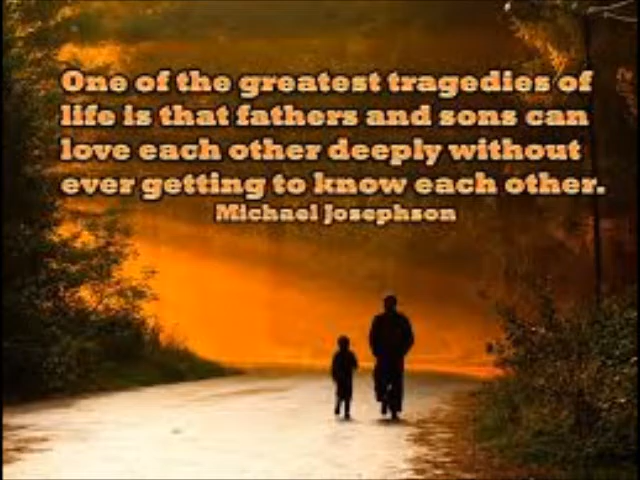 One of the greatest tragedies of
life is that fathers and sons can
love each other deeply without
ever getting to know each other.
Michael Josephson